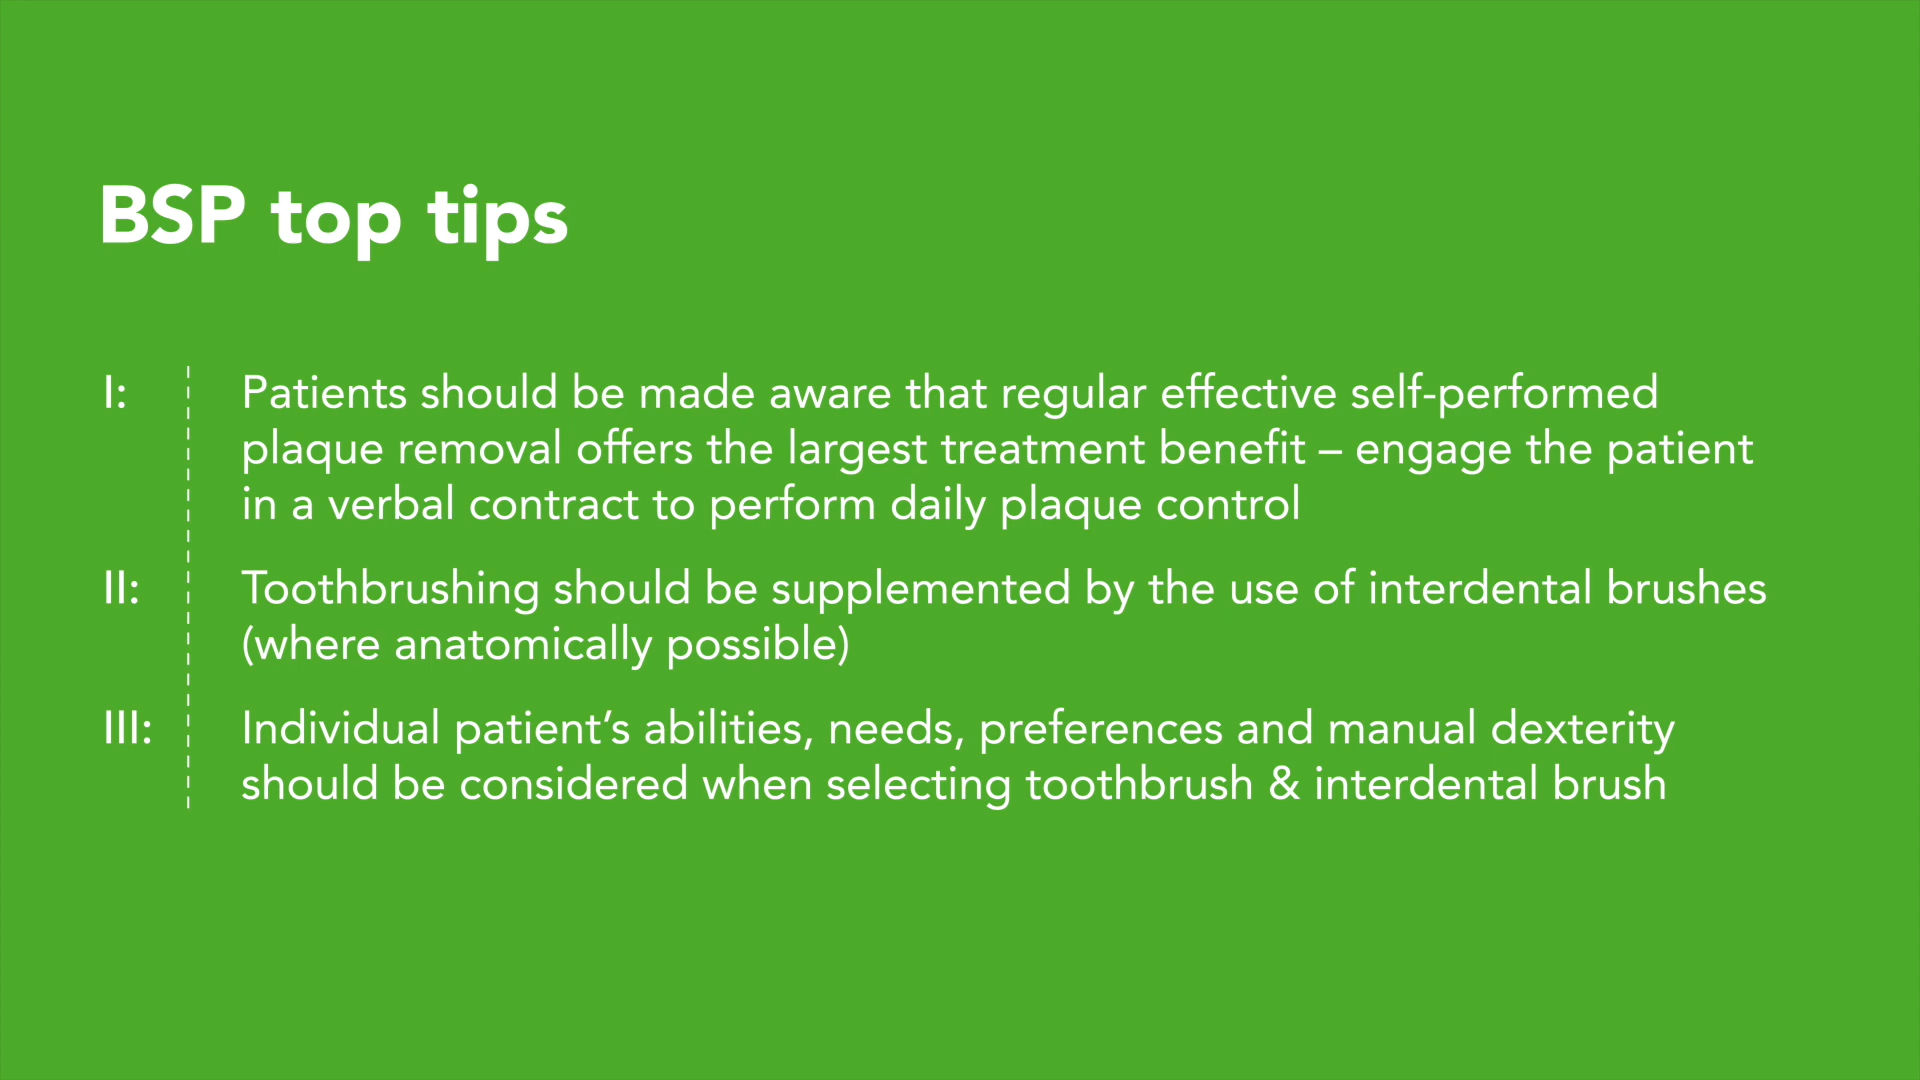 BSP top tips
I: Patients should be made aware that regular effective self-performed
plaque removal offers the largest treatment benefit – engage the patient
in a verbal contract to perform daily plaque control
II: Toothbrushing should be supplemented by the use of interdental brushes
(where anatomically possible)
III: Individual patient’s abilities, needs, preferences and manual dexterity
should be considered when selecting toothbrush & interdental brush